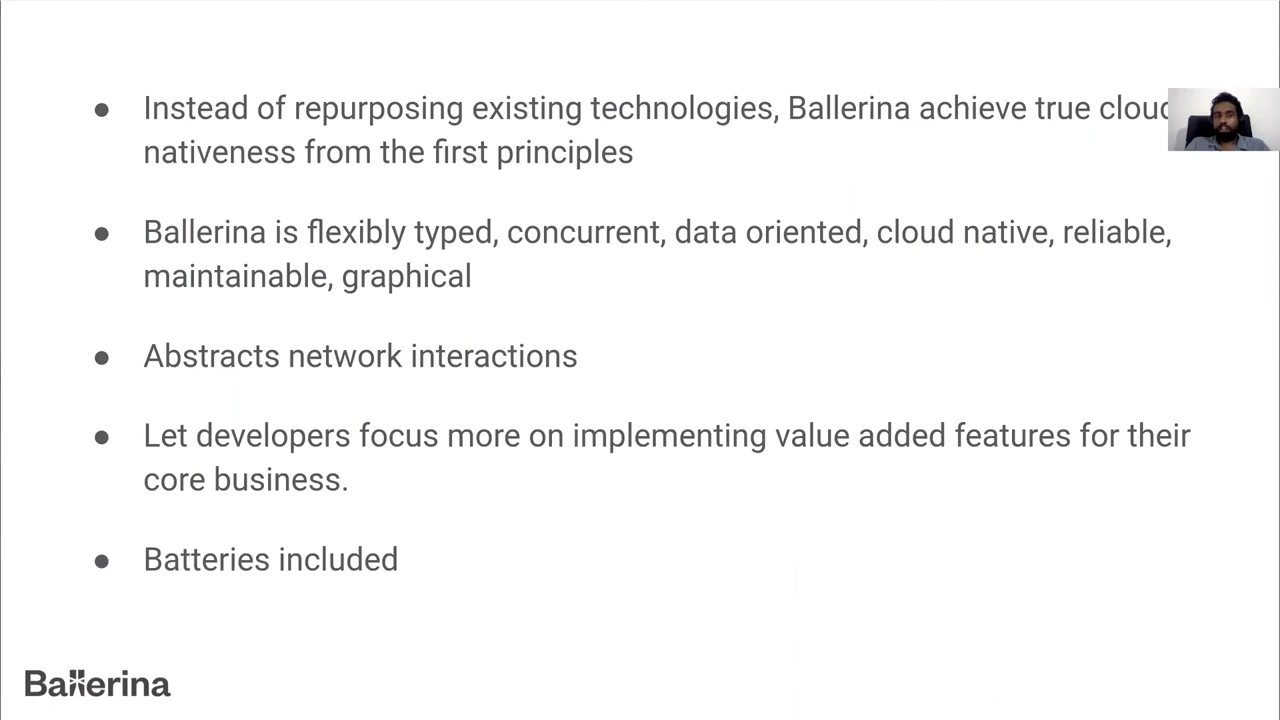 ● Instead of repurposing existing technologies, Ballerina achieve true cloud
nativeness from the first principles
● Ballerina is flexibly typed, concurrent, data oriented, cloud native, reliable,
maintainable, graphical
● Abstracts network interactions
● Let developers focus more on implementing value added features for their
core business.
● Batteries included
Ballerina